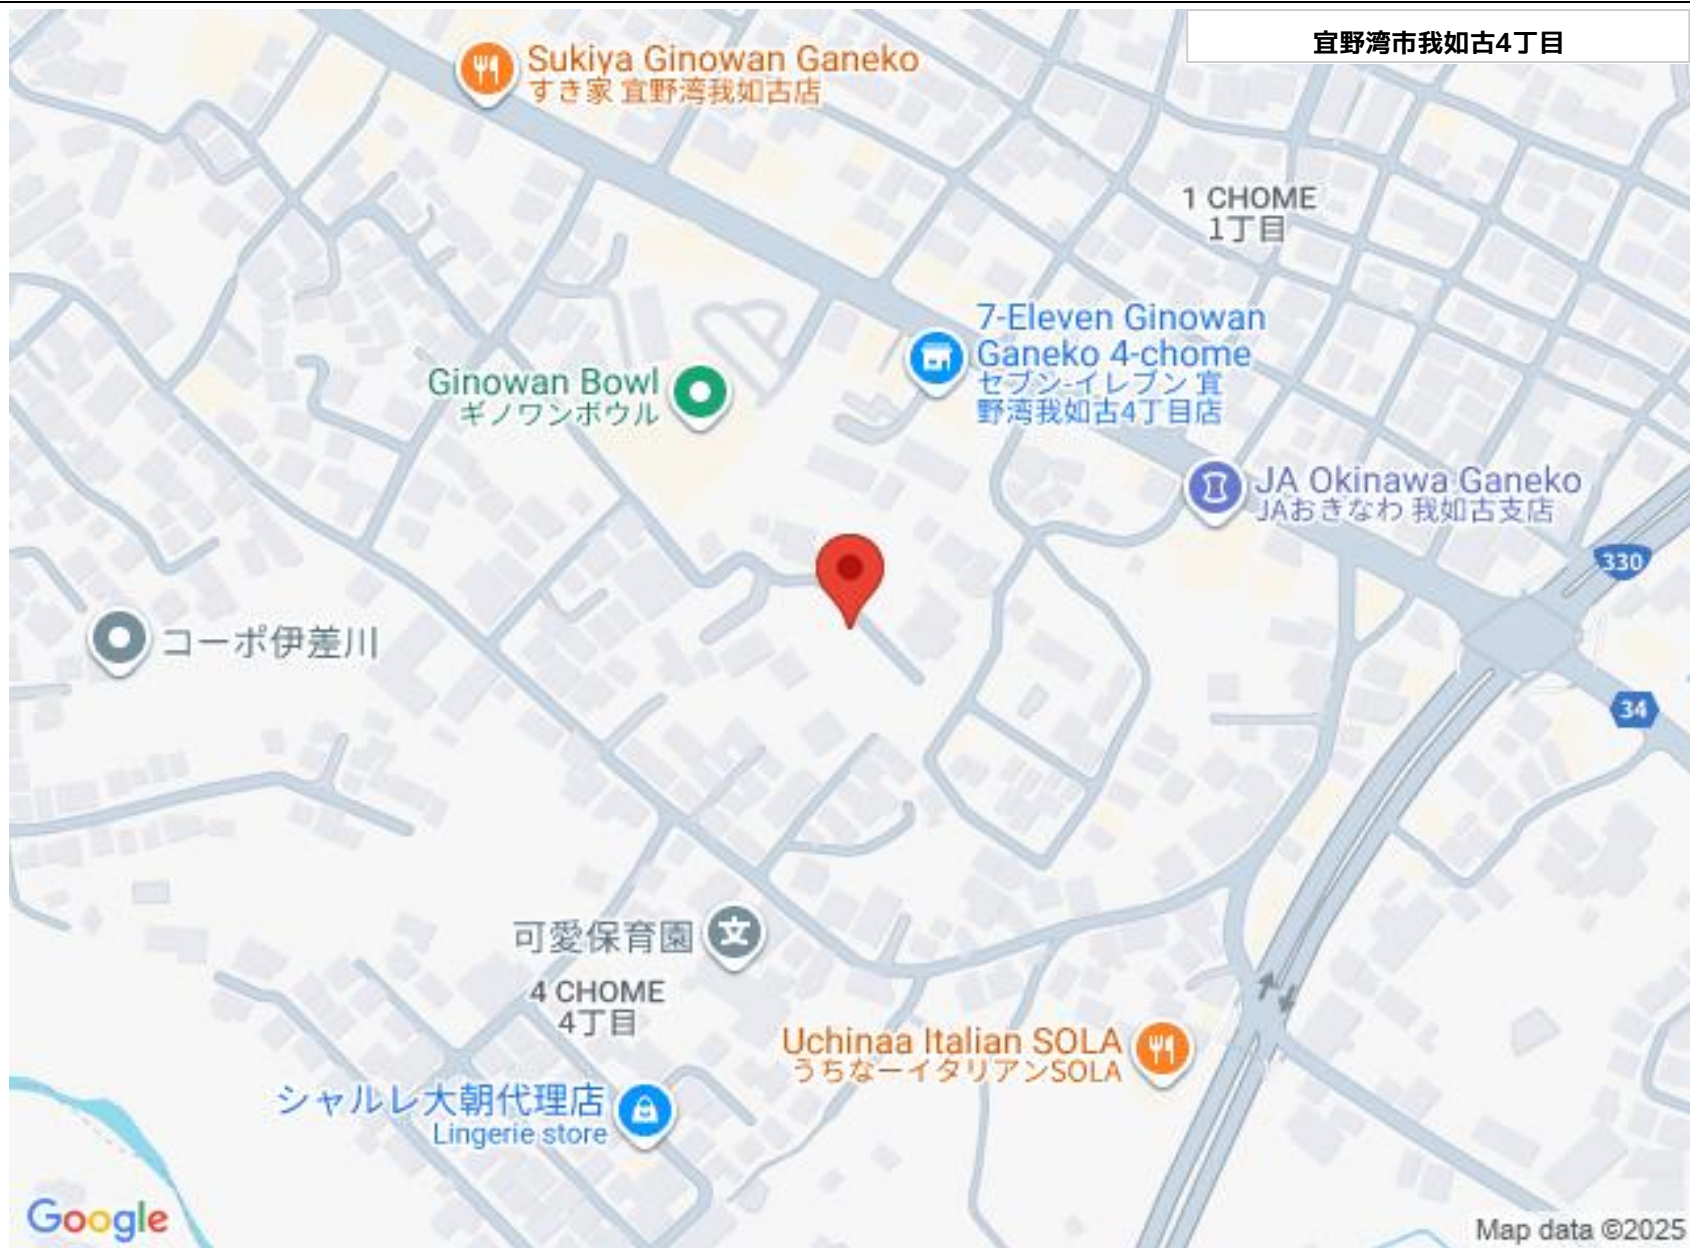 宜野湾市我如古4丁目
Sukiya Ginowan Ganeko
すき家 宜野湾我如古店
1 CHOME
1丁目
7-Eleven Ginowan
Ganeko 4-chome
セブン-イレブン 宜
野湾我如古4丁目店
Ginowan Bowl
ギノワンボウル
JA Okinawa Ganeko
JAおきなわ 我如古支店
330
コーポ伊差川
34
可愛保育園
文
4 CHOME
4丁目
Uchinaa Italian SOLA
うちなーイタリアンSOLA
シャルレ大朝代理店
Lingerie store
Google
Map data ©2025